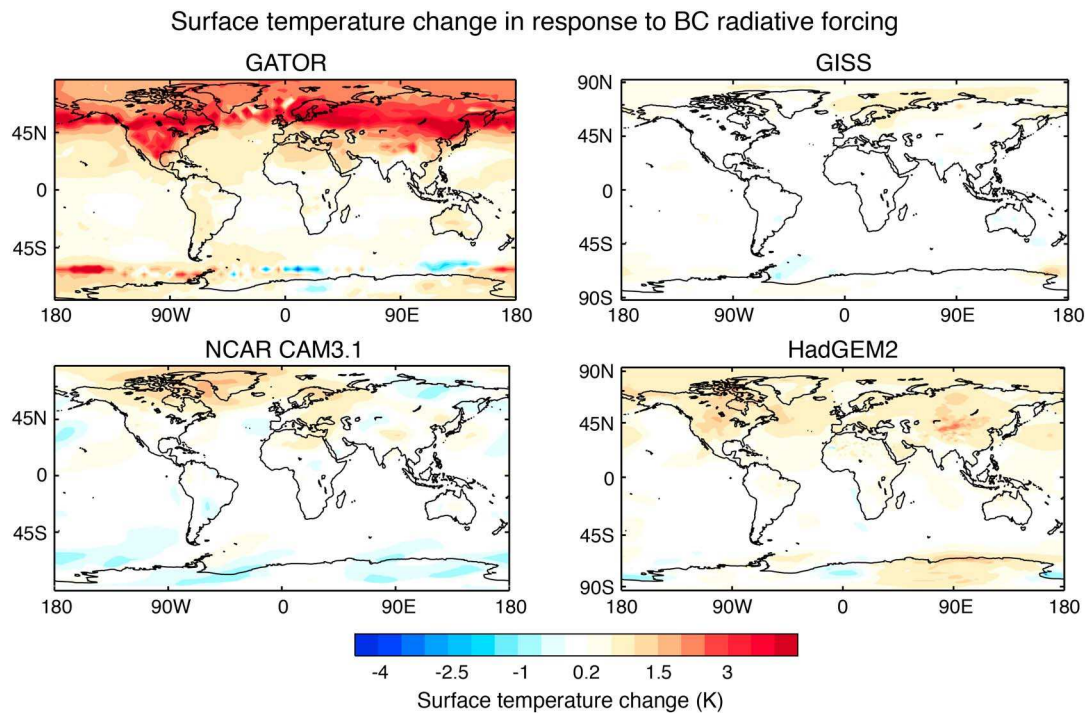 Surface temperature change in response to BC radiative forcing
GATOR
GISS
45N
0
45S
180
90W
0
90E
180
90N
45N
0
45S
90S
180
90W
0
90E
180
NCAR CAM3.1
HadGEM2
45N
0
45S
180
90W
0
90E
180
90N
45N
0
45S
90S
180
90W
0
90E
180
-4 -2.5 -1 0.2 1.5 3
Surface temperature change (K)